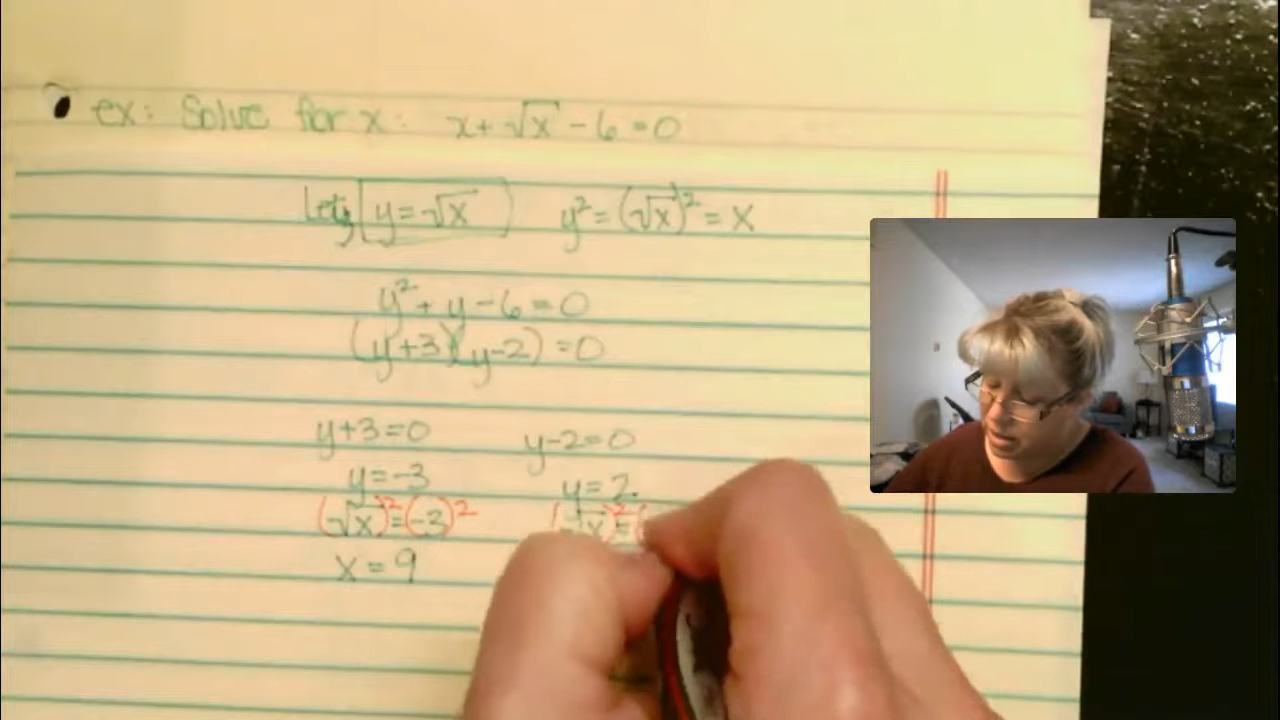 ex: Solve for x: x + √x - 6 = 0
Let y = √x y² = (√x)² = x
y² + y - 6 = 0
(y+3)(y-2) = 0
y+3=0 y-2=0
y=-3 y=2
(√x)²=(-3)² (√x)²=(
x = 9